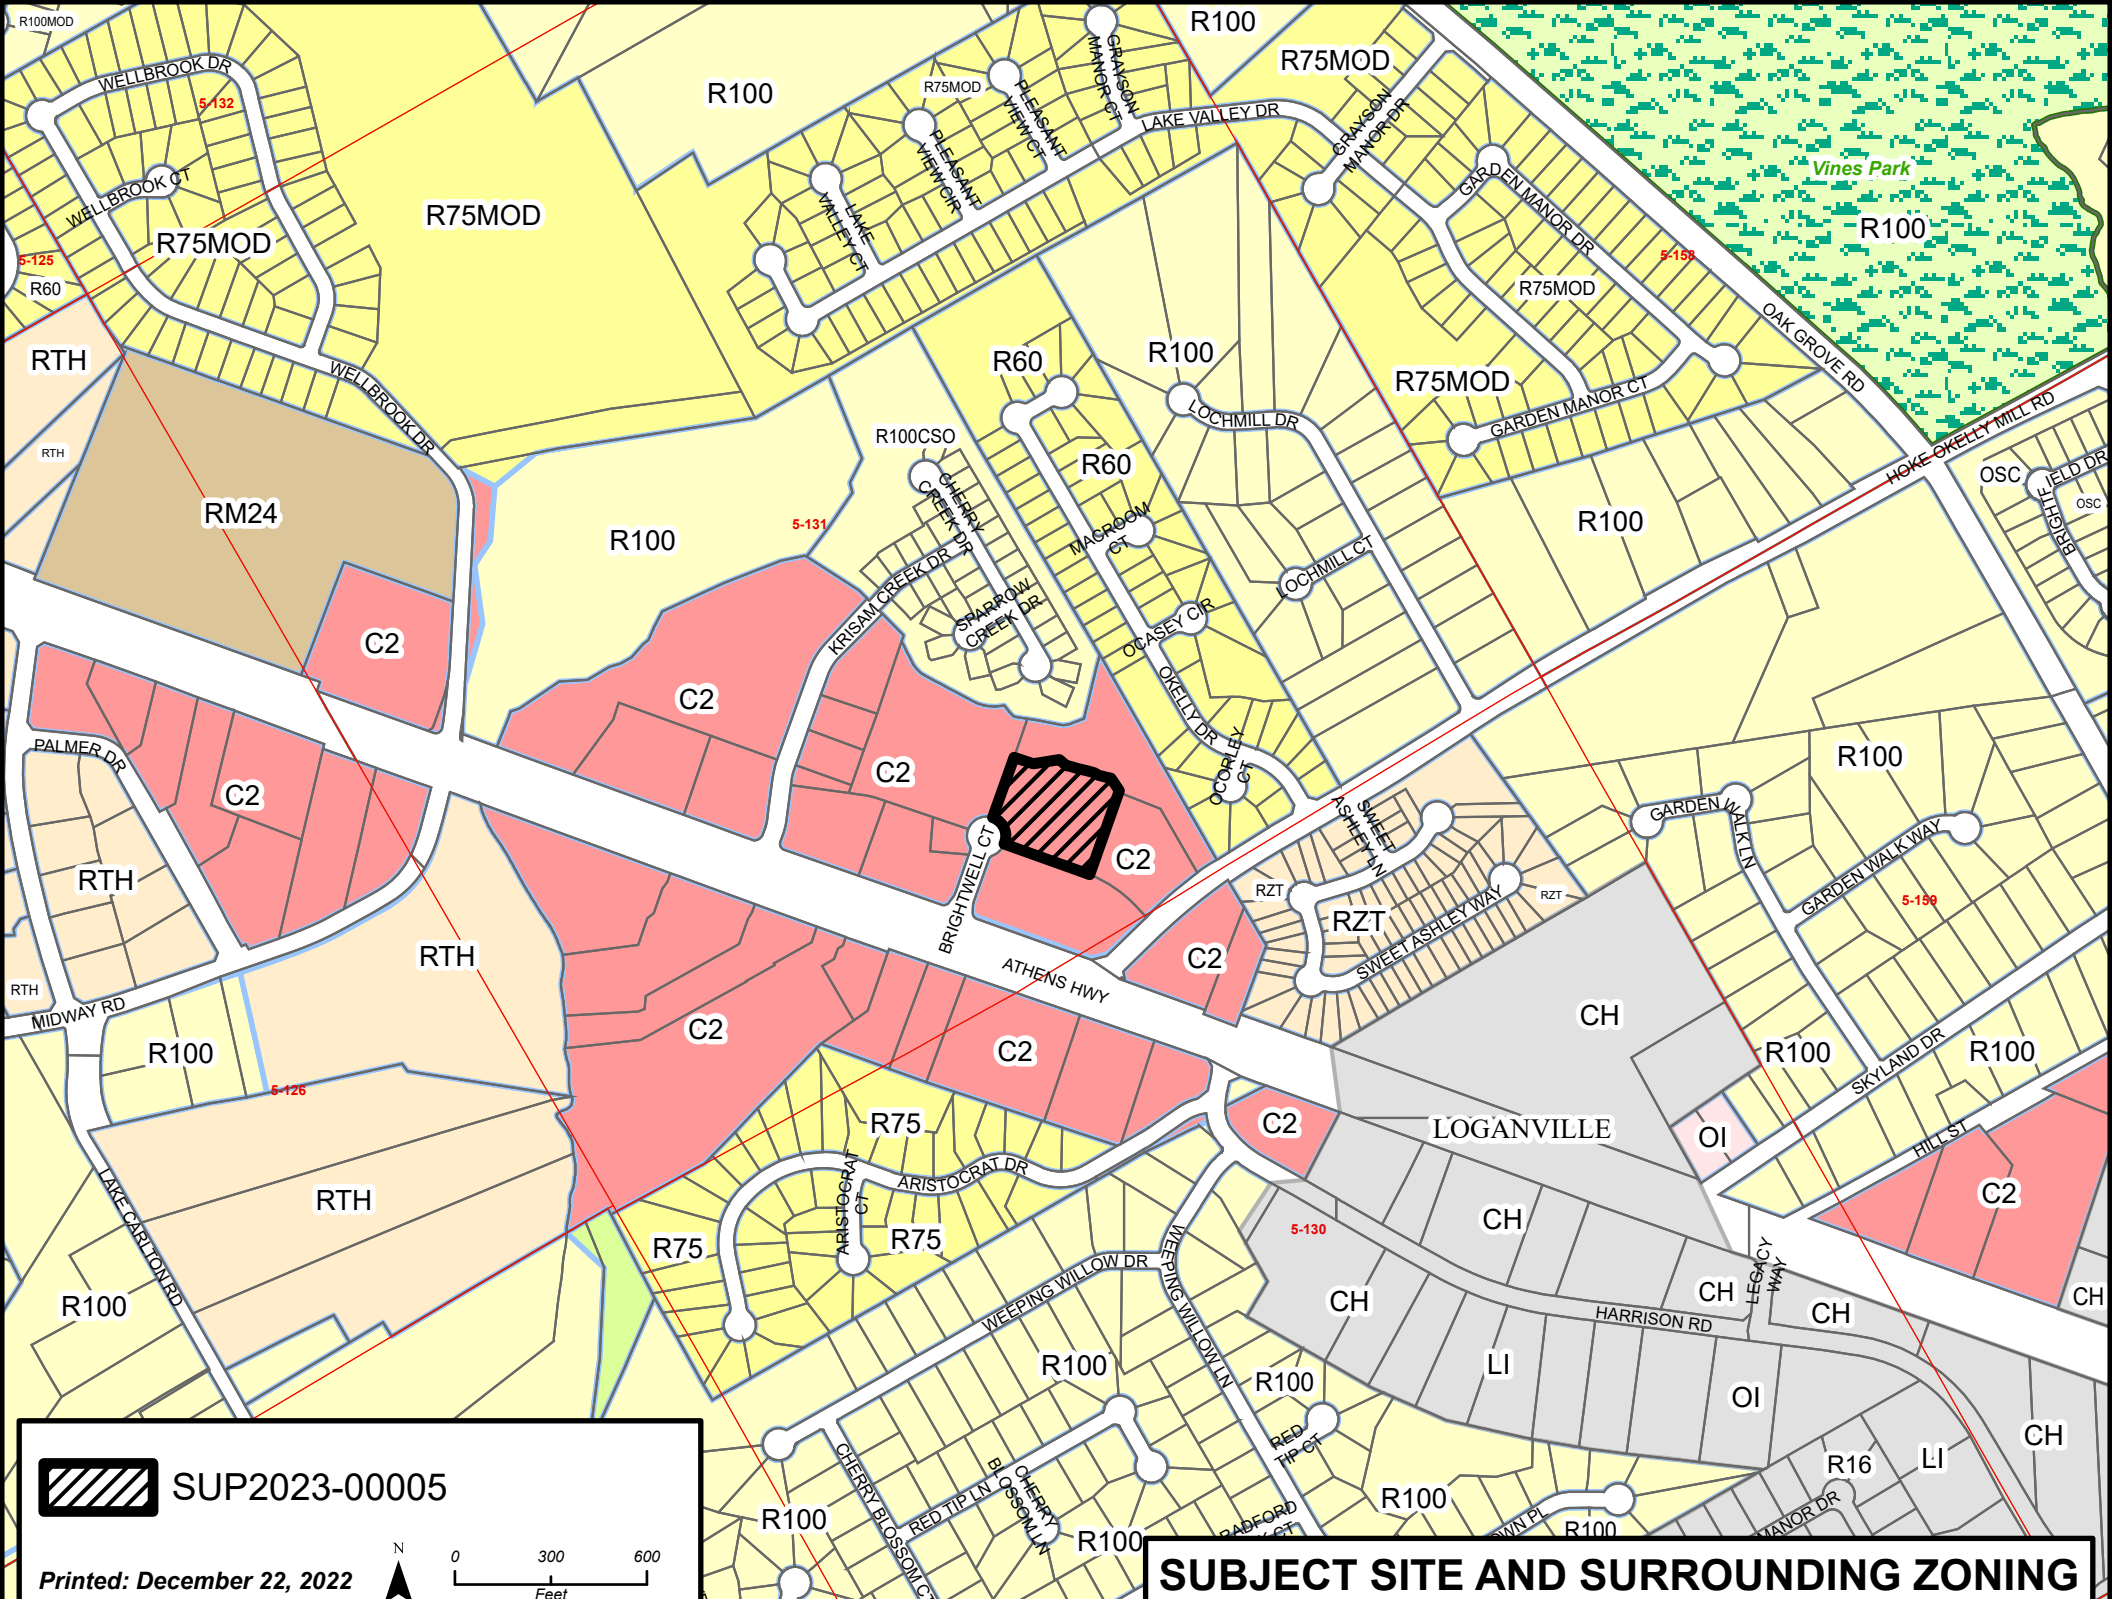 R100MOD
WELLBROOK DR
5-132
WELLBROOK CT
R75MOD
5-125
R60
R75MOD
R100
R75MOD
PLEASANT
VIEW CT
GRAYSON
MANOR CT
R100
R75MOD
LAKE VALLEY DR
GRAYSON
MANOR DR
PLEASANT
VIEW CIR
LAKE
VALLEY CT
GARDEN MANOR DR
Vines Park
R100
5-158
R75MOD
OAK GROVE RD
RTH
RTH
WELLBROOK DR
R60
R100
R75MOD
GARDEN MANOR CT
LOCHMILL DR
HOKE OKELLY MILL RD
R100CSO
R60
OSC
BRIGHTFIELD DR
OSC
RM24
R100
5-131
CHERRY
CREEK DR
MACROOM
CT
R100
LOCHMILL CT
KRISAM CREEK DR
SPARROW
CREEK DR
OCASEY CIR
C2
C2
OKELLY DR
PALMER DR
C2
C2
OCORLEY
CT
R100
SWEET
ASHLEY LN
GARDEN WALK LN
GARDEN WALK WAY
C2
BRIGHTWELL CT
RTH
RZT
RZT
RZT
SWEET ASHLEY WAY
5-159
RTH
C2
ATHENS HWY
RTH
MIDWAY RD
R100
C2
C2
CH
R100
R100
SKYLAND DR
5-126
R75
C2
LOGANVILLE
OI
HILL ST
C2
ARISTOCRAT DR
ARISTOCRAT
CT
RTH
LAKE CARLTON RD
R75
R75
5-130
CH
WEEPING WILLOW DR
WEEPING WILLOW LN
LEGACY
WAY
R100
CH
CH
CH
CH
HARRISON RD
R100
R100
LI
OI
RED
TIP CT
CH
CHERRY BLOSSOM CT
RED TIP LN
CHERRY
BLOSSOM LN
R16
LI
R100
R100
R100
R100
MANOR DR
SUP2023-00005
Printed: December 22, 2022
N
0 300 600
Feet
SUBJECT SITE AND SURROUNDING ZONING